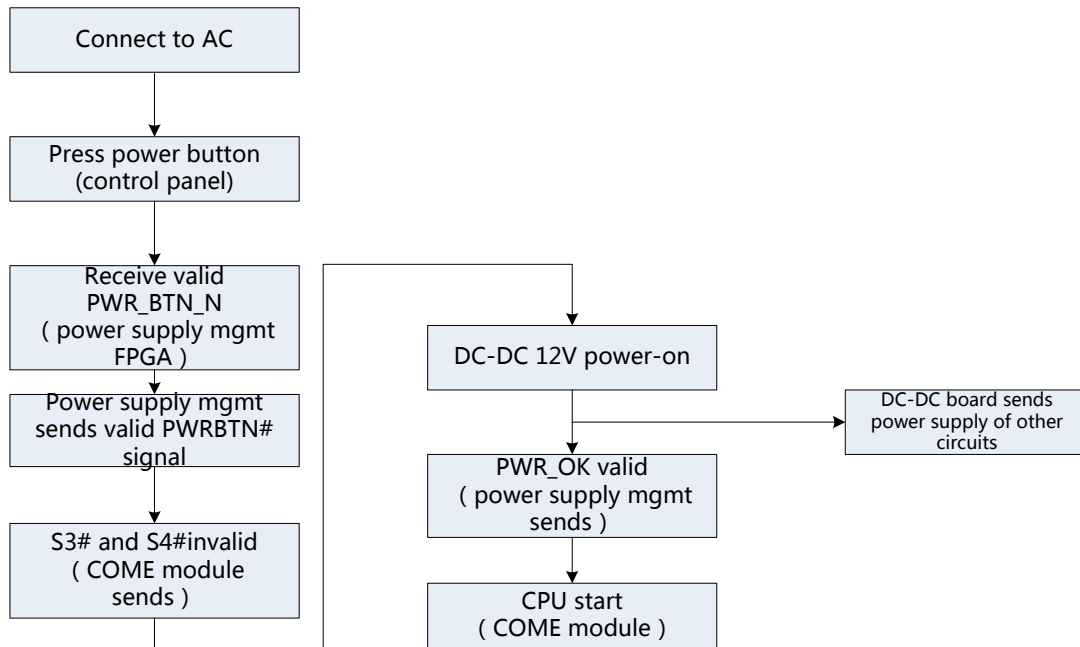 Connect to AC
Press power button
(control panel)
Receive valid
PWR_BTN_N
( power supply mgmt
FPGA )
Power supply mgmt
sends valid PWRBTN#
signal
S3# and S4#invalid
( COME module
sends )
DC-DC 12V power-on
DC-DC board sends
power supply of other
circuits
PWR_OK valid
( power supply mgmt
sends )
CPU start
( COME module )